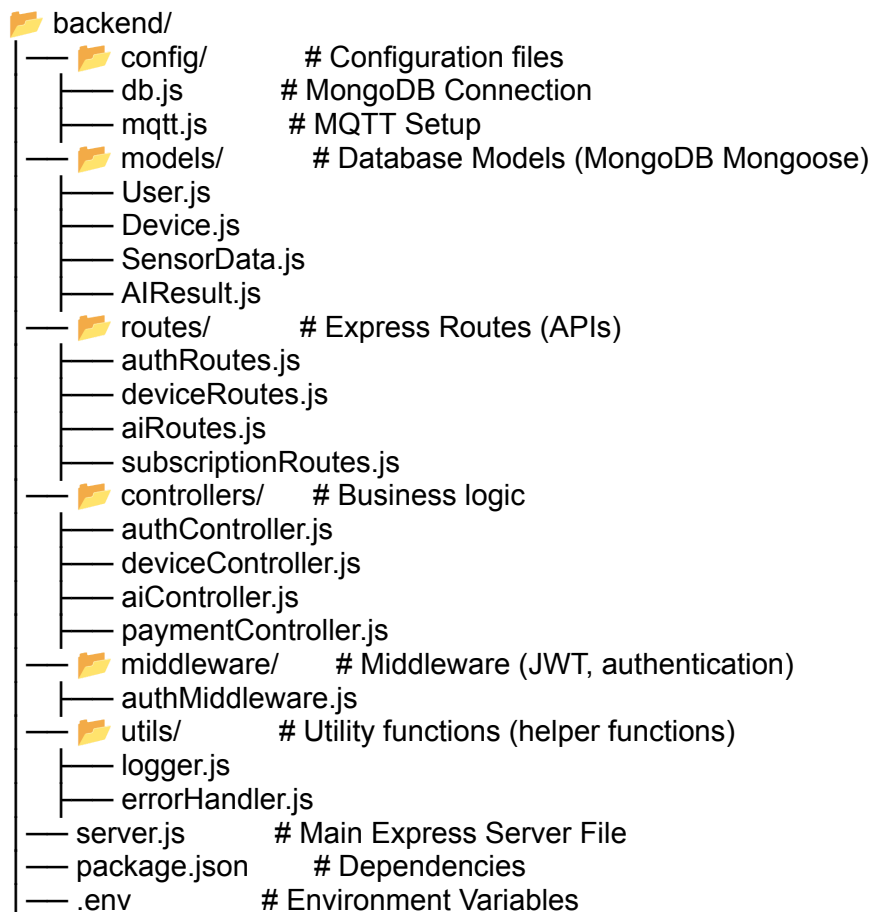 📂 backend/
│── 📂 config/ # Configuration files
│ ├── db.js # MongoDB Connection
│ ├── mqtt.js # MQTT Setup
│── 📂 models/ # Database Models (MongoDB Mongoose)
│ ├── User.js
│ ├── Device.js
│ ├── SensorData.js
│ ├── AIResult.js
│── 📂 routes/ # Express Routes (APIs)
│ ├── authRoutes.js
│ ├── deviceRoutes.js
│ ├── aiRoutes.js
│ ├── subscriptionRoutes.js
│── 📂 controllers/ # Business logic
│ ├── authController.js
│ ├── deviceController.js
│ ├── aiController.js
│ ├── paymentController.js
│── 📂 middleware/ # Middleware (JWT, authentication)
│ ├── authMiddleware.js
│── 📂 utils/ # Utility functions (helper functions)
│ ├── logger.js
│ ├── errorHandler.js
│── server.js # Main Express Server File
│── package.json # Dependencies
│── .env # Environment Variables